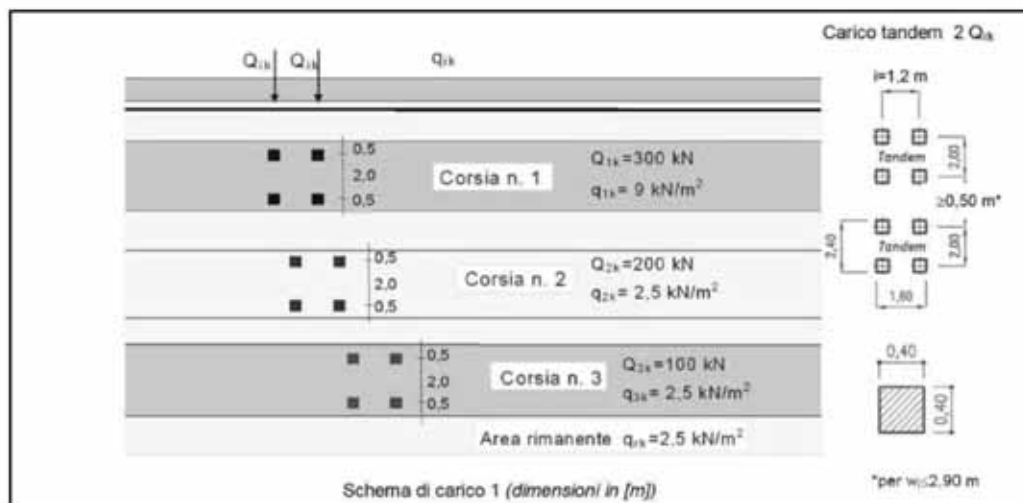 Carico tandem 2 Qik
Qik Qik qik
i=1,2 m
0,5
2,0
0,5
Corsia n. 1
Q1k=300 kN
q1k= 9 kN/m²
Tandem
2,00
≥0,50 m*
0,5
2,0
0,5
Corsia n. 2
Q2k=200 kN
q2k= 2,5 kN/m²
2,40
Tandem
2,00
1,60
0,5
2,0
0,5
Corsia n. 3
Q3k=100 kN
q3k= 2,5 kN/m²
0,40
0,40
Area rimanente qrk=2,5 kN/m²
Schema di carico 1 (dimensioni in [m])
*per wl≤2,90 m